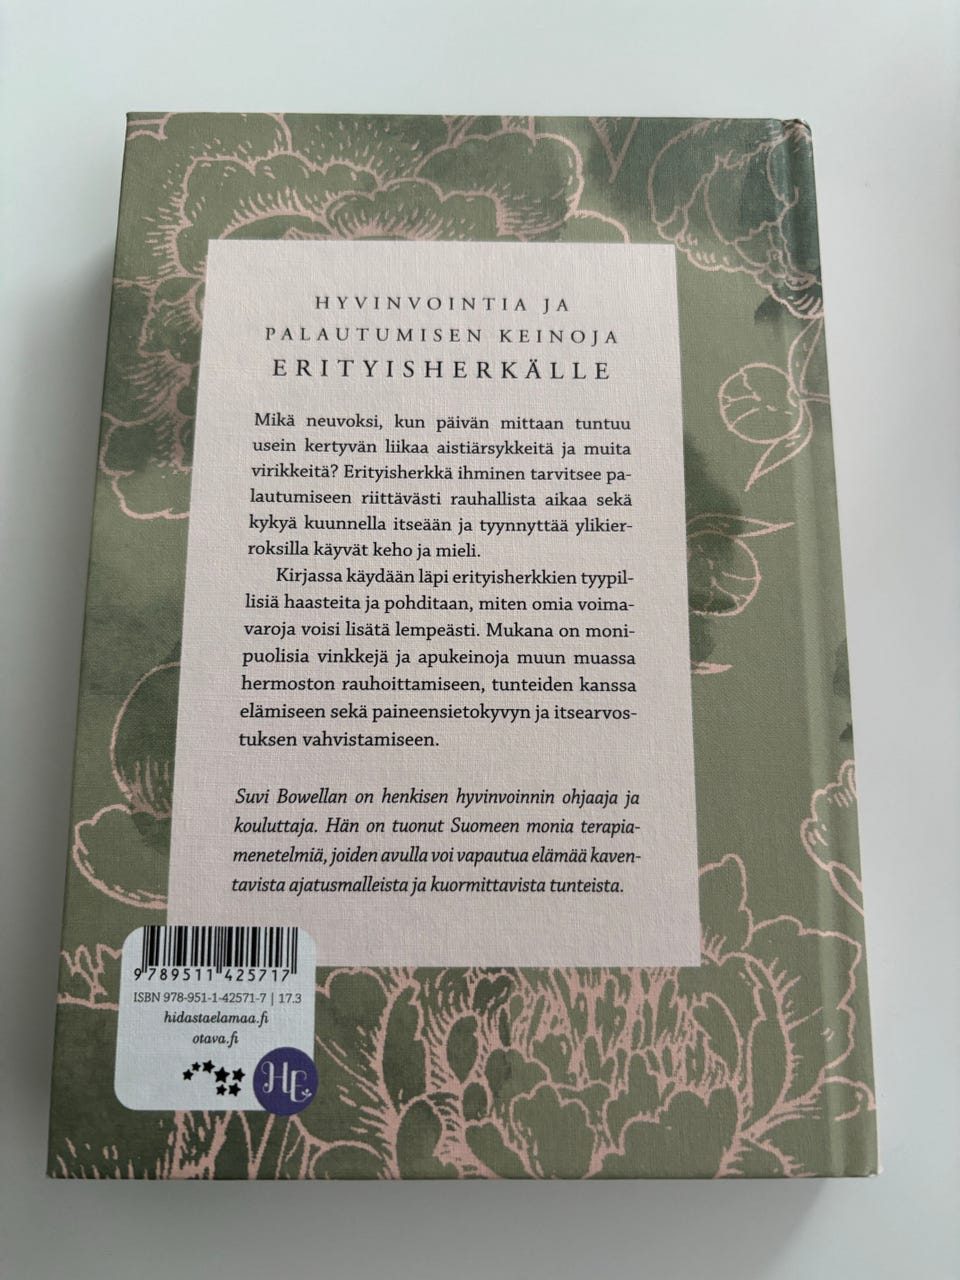 HYVINVOINTIA JA
PALAUTUMISEN KEINOJA
ERITYISHERKÄLLE
Mikä neuvoksi, kun päivän mittaan tuntuu
usein kertyvän liikaa aistiärsykkeitä ja muita
virikkeitä? Erityisherkkä ihminen tarvitsee pa-
lautumiseen riittävästi rauhallista aikaa sekä
kykyä kuunnella itseään ja tyynnyttää ylikier-
roksilla käyvät keho ja mieli.
Kirjassa käydään läpi erityisherkkien tyypil-
lisiä haasteita ja pohditaan, miten omia voima-
varoja voisi lisätä lempeästi. Mukana on moni-
puolisia vinkkejä ja apukeinoja muun muassa
hermoston rauhoittamiseen, tunteiden kanssa
elämiseen sekä paineensietokyvyn ja itsearvos-
tuksen vahvistamiseen.
Suvi Bowellan on henkisen hyvinvoinnin ohjaaja ja
kouluttaja. Hän on tuonut Suomeen monia terapia-
menetelmiä, joiden avulla voi vapautua elämää kaven-
tavista ajatusmalleista ja kuormittavista tunteista.
9 789511 425717
ISBN 978-951-1-42571-7 | 17.3
hidastaelamaa.fi
otava.fi
HE